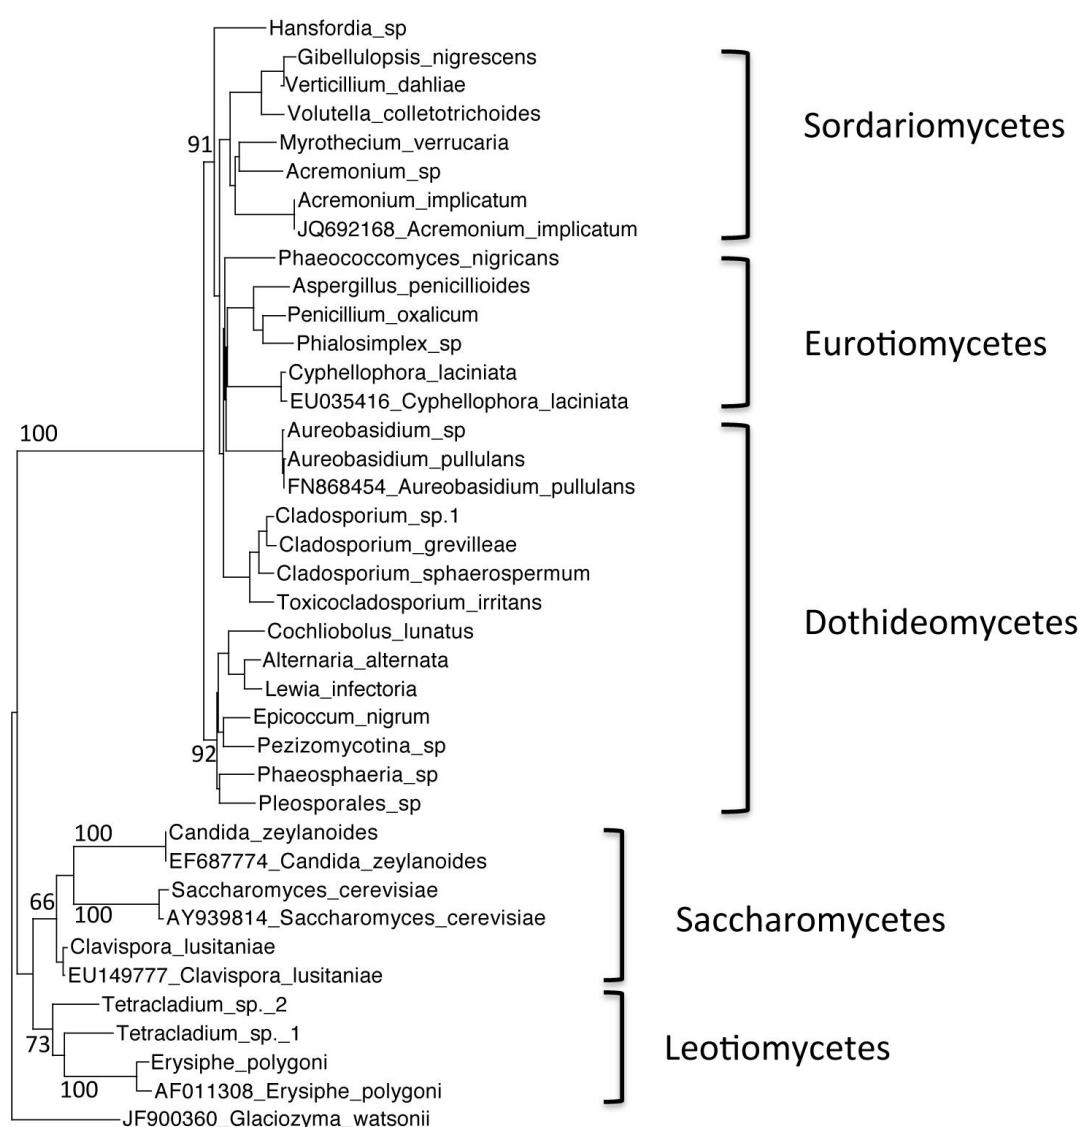 Hansfordia_sp
Gibellulopsis_nigrescens
Verticillium_dahliae
Volutella_colletotrichoides
Sordariomycetes
91
Myrothecium_verrucaria
Acremonium_sp
Acremonium_implicatum
JQ692168_Acremonium_implicatum
Phaeococcomyces_nigricans
Aspergillus_penicillioides
Penicillium_oxalicum
Phialosimplex_sp
Eurotiomycetes
Cyphellophora_laciniata
EU035416_Cyphellophora_laciniata
100
Aureobasidium_sp
Aureobasidium_pullulans
FN868454_Aureobasidium_pullulans
Cladosporium_sp.1
Cladosporium_grevilleae
Cladosporium_sphaerospermum
Toxicocladosporium_irritans
Dothideomycetes
Cochliobolus_lunatus
Alternaria_alternata
Lewia_infectoria
Epicoccum_nigrum
Pezizomycotina_sp
92
Phaeosphaeria_sp
Pleosporales_sp
100
Candida_zeylanoides
EF687774_Candida_zeylanoides
66
Saccharomyces_cerevisiae
100
AY939814_Saccharomyces_cerevisiae
Saccharomycetes
Clavispora_lusitaniae
EU149777_Clavispora_lusitaniae
Tetracladium_sp._2
73
Tetracladium_sp._1
Leotiomycetes
Erysiphe_polygoni
100
AF011308_Erysiphe_polygoni
JF900360_Glaciozyma_watsonii